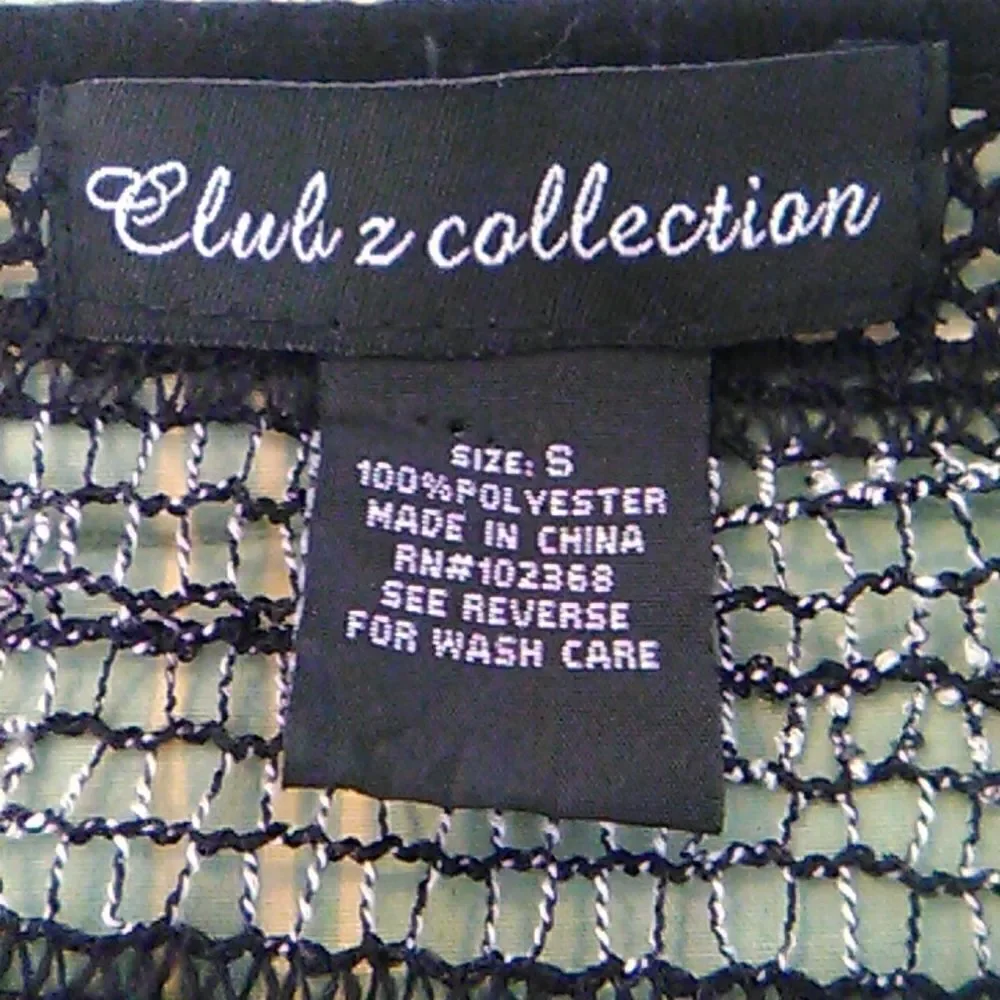 Club z collection
SIZE: S
100%POLYESTER
MADE IN CHINA
RN#102368
SEE REVERSE
FOR WASH CARE